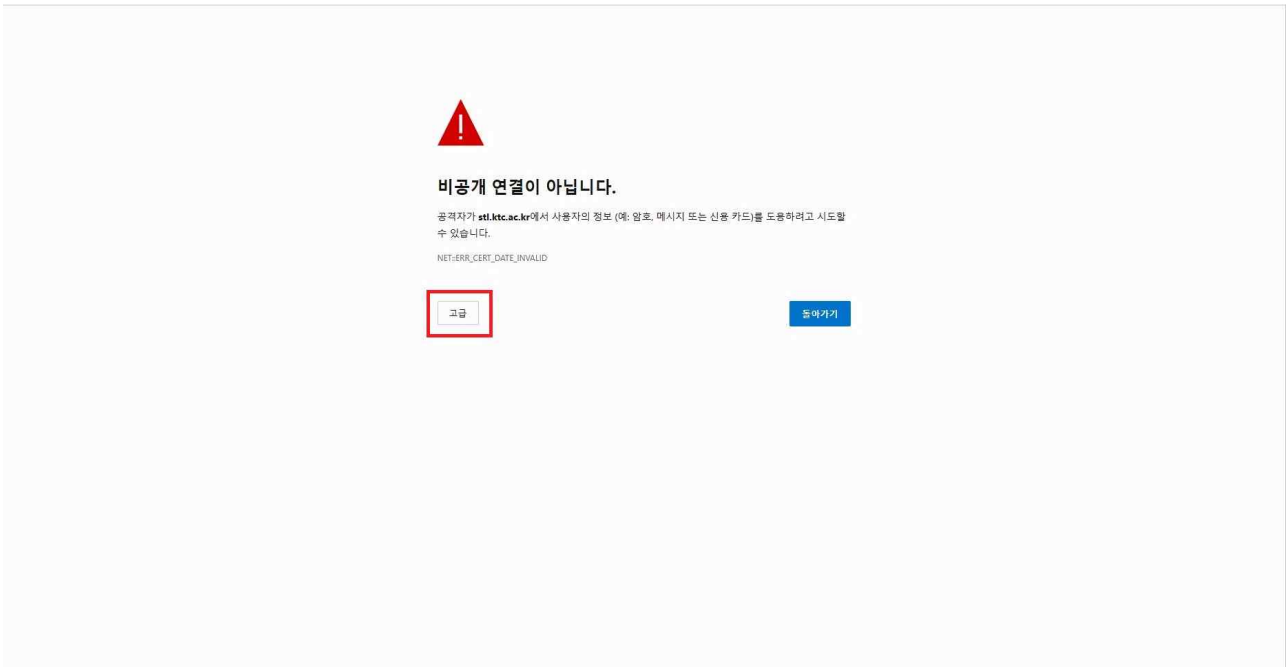 비공개 연결이 아닙니다.
공격자가 stl.ktc.ac.kr에서 사용자의 정보 (예: 암호, 메시지 또는 신용 카드)를 도용하려고 시도할
수 있습니다.
NET::ERR_CERT_DATE_INVALID
고급
돌아가기